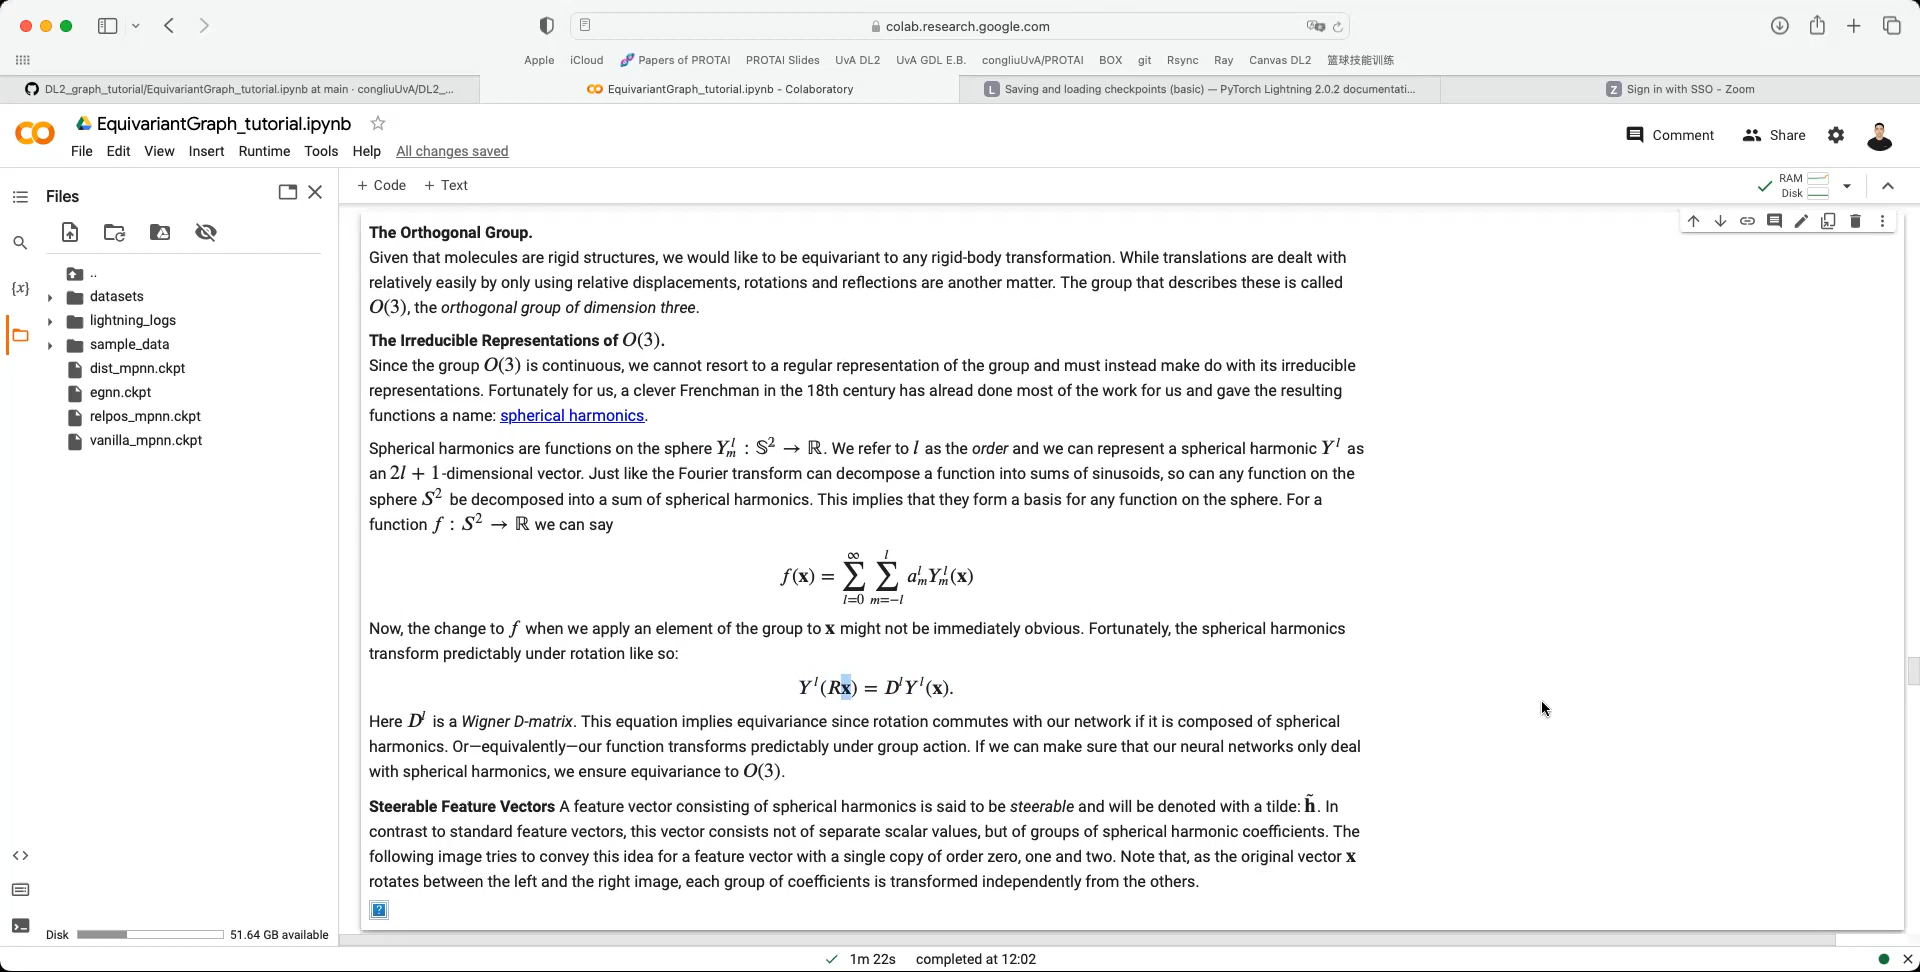 colab.research.google.com
Apple iCloud Papers of PROTAI PROTAI Slides UvA DL2 UvA GDL E.B. congliuUvA/PROTAI BOX git Rsync Ray Canvas DL2 篮球技能训练
DL2_graph_tutorial/EquivariantGraph_tutorial.ipynb at main · congliuUvA/DL2_... EquivariantGraph_tutorial.ipynb - Colaboratory L Saving and loading checkpoints (basic) — PyTorch Lightning 2.0.2 documentati... Z Sign in with SSO - Zoom
EquivariantGraph_tutorial.ipynb
Comment Share
File Edit View Insert Runtime Tools Help All changes saved
Files
+ Code + Text
RAM
Disk
{x}
..
datasets
lightning_logs
sample_data
dist_mpnn.ckpt
egnn.ckpt
relpos_mpnn.ckpt
vanilla_mpnn.ckpt
Disk 51.64 GB available
The Orthogonal Group.
Given that molecules are rigid structures, we would like to be equivariant to any rigid-body transformation. While translations are dealt with
relatively easily by only using relative displacements, rotations and reflections are another matter. The group that describes these is called
O(3), the orthogonal group of dimension three.
The Irreducible Representations of O(3).
Since the group O(3) is continuous, we cannot resort to a regular representation of the group and must instead make do with its irreducible
representations. Fortunately for us, a clever Frenchman in the 18th century has alread done most of the work for us and gave the resulting
functions a name: spherical harmonics.
Spherical harmonics are functions on the sphere Y_m^l : 𝕊² → ℝ. We refer to l as the order and we can represent a spherical harmonic Y^l as
an 2l + 1-dimensional vector. Just like the Fourier transform can decompose a function into sums of sinusoids, so can any function on the
sphere S² be decomposed into a sum of spherical harmonics. This implies that they form a basis for any function on the sphere. For a
function f : S² → ℝ we can say
f(x) = ∑_{l=0}^{∞} ∑_{m=-l}^{l} a_m^l Y_m^l(x)
Now, the change to f when we apply an element of the group to x might not be immediately obvious. Fortunately, the spherical harmonics
transform predictably under rotation like so:
Y^l(Rx) = D^l Y^l(x).
Here D^l is a Wigner D-matrix. This equation implies equivariance since rotation commutes with our network if it is composed of spherical
harmonics. Or—equivalently—our function transforms predictably under group action. If we can make sure that our neural networks only deal
with spherical harmonics, we ensure equivariance to O(3).
Steerable Feature Vectors A feature vector consisting of spherical harmonics is said to be steerable and will be denoted with a tilde: h̃. In
contrast to standard feature vectors, this vector consists not of separate scalar values, but of groups of spherical harmonic coefficients. The
following image tries to convey this idea for a feature vector with a single copy of order zero, one and two. Note that, as the original vector x
rotates between the left and the right image, each group of coefficients is transformed independently from the others.
?
1m 22s completed at 12:02